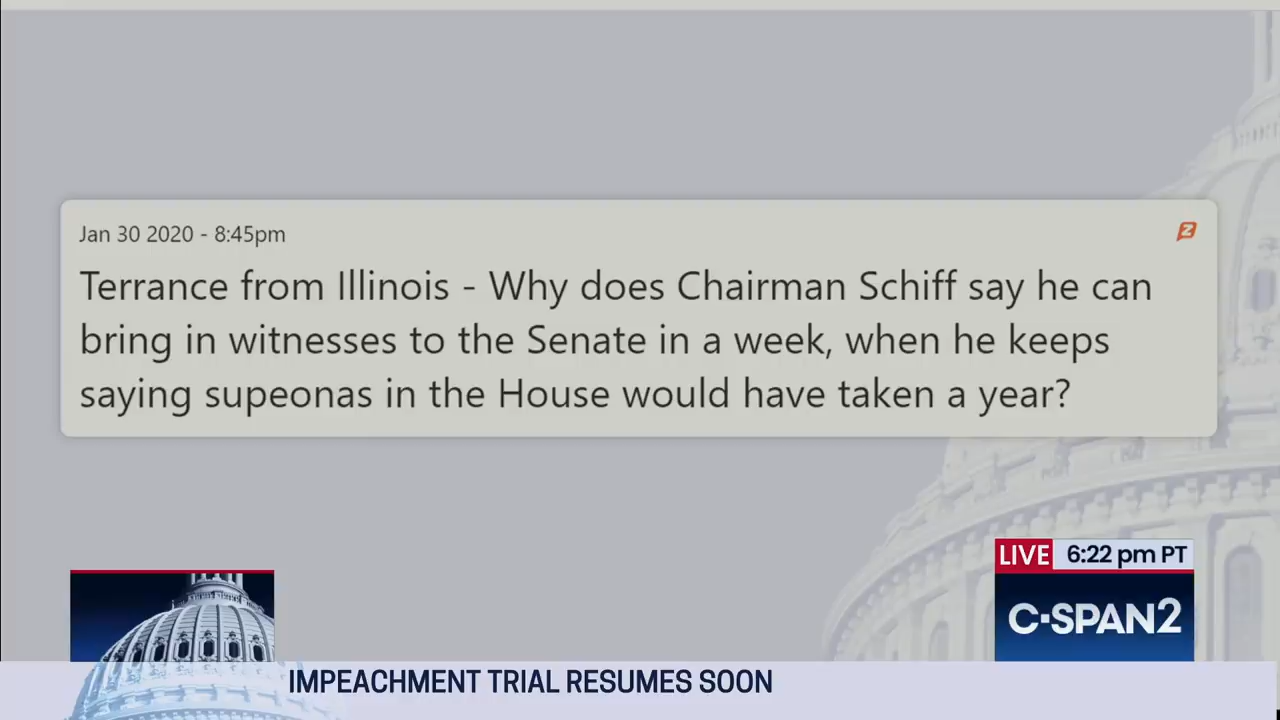 Jan 30 2020 - 8:45pm
Terrance from Illinois - Why does Chairman Schiff say he can
bring in witnesses to the Senate in a week, when he keeps
saying supeonas in the House would have taken a year?
LIVE 6:22 pm PT
C-SPAN2
IMPEACHMENT TRIAL RESUMES SOON